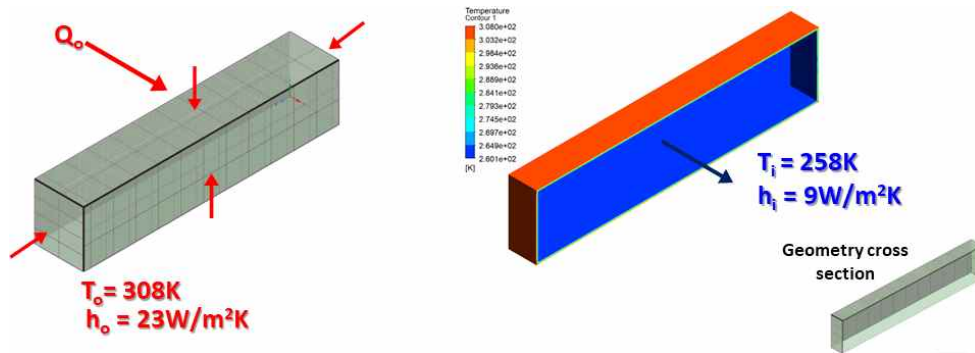 Qₒ
Tₒ= 308K
hₒ = 23W/m²K
Temperature
Contour 1
3.080e+02
3.032e+02
2.984e+02
2.936e+02
2.889e+02
2.841e+02
2.793e+02
2.745e+02
2.697e+02
2.649e+02
2.601e+02
[K]
Tᵢ = 258K
hᵢ = 9W/m²K
Geometry cross
section